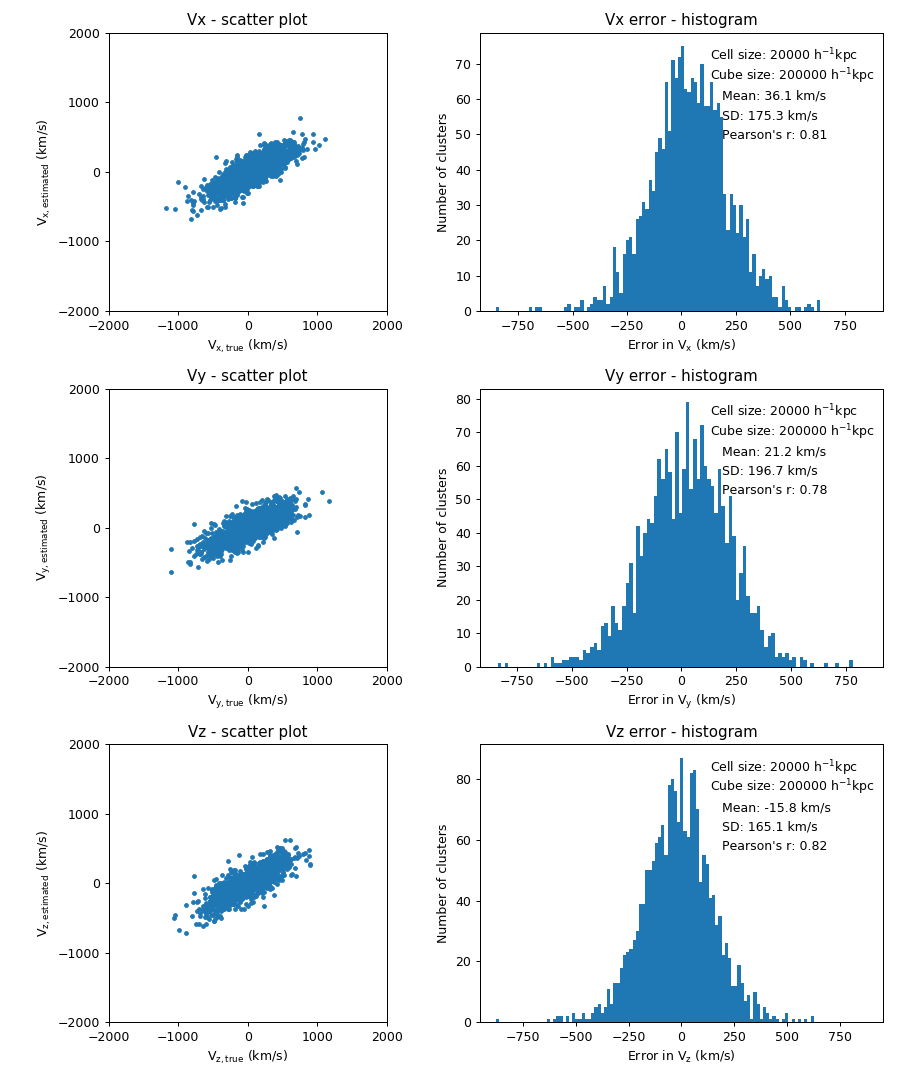 Vx - scatter plot
2000
1000
0
−1000
−2000
−2000 −1000 0 1000 2000
V_x, estimated (km/s)
V_x, true (km/s)
Vx error - histogram
Cell size: 20000 h⁻¹kpc
Cube size: 200000 h⁻¹kpc
Mean: 36.1 km/s
SD: 175.3 km/s
Pearson's r: 0.81
70
60
50
40
30
20
10
0
−750 −500 −250 0 250 500 750
Number of clusters
Error in V_x (km/s)
Vy - scatter plot
2000
1000
0
−1000
−2000
−2000 −1000 0 1000 2000
V_y, estimated (km/s)
V_y, true (km/s)
Vy error - histogram
Cell size: 20000 h⁻¹kpc
Cube size: 200000 h⁻¹kpc
Mean: 21.2 km/s
SD: 196.7 km/s
Pearson's r: 0.78
80
70
60
50
40
30
20
10
0
−750 −500 −250 0 250 500 750
Number of clusters
Error in V_y (km/s)
Vz - scatter plot
2000
1000
0
−1000
−2000
−2000 −1000 0 1000 2000
V_z, estimated (km/s)
V_z, true (km/s)
Vz error - histogram
Cell size: 20000 h⁻¹kpc
Cube size: 200000 h⁻¹kpc
Mean: -15.8 km/s
SD: 165.1 km/s
Pearson's r: 0.82
80
60
40
20
0
−750 −500 −250 0 250 500 750
Number of clusters
Error in V_z (km/s)